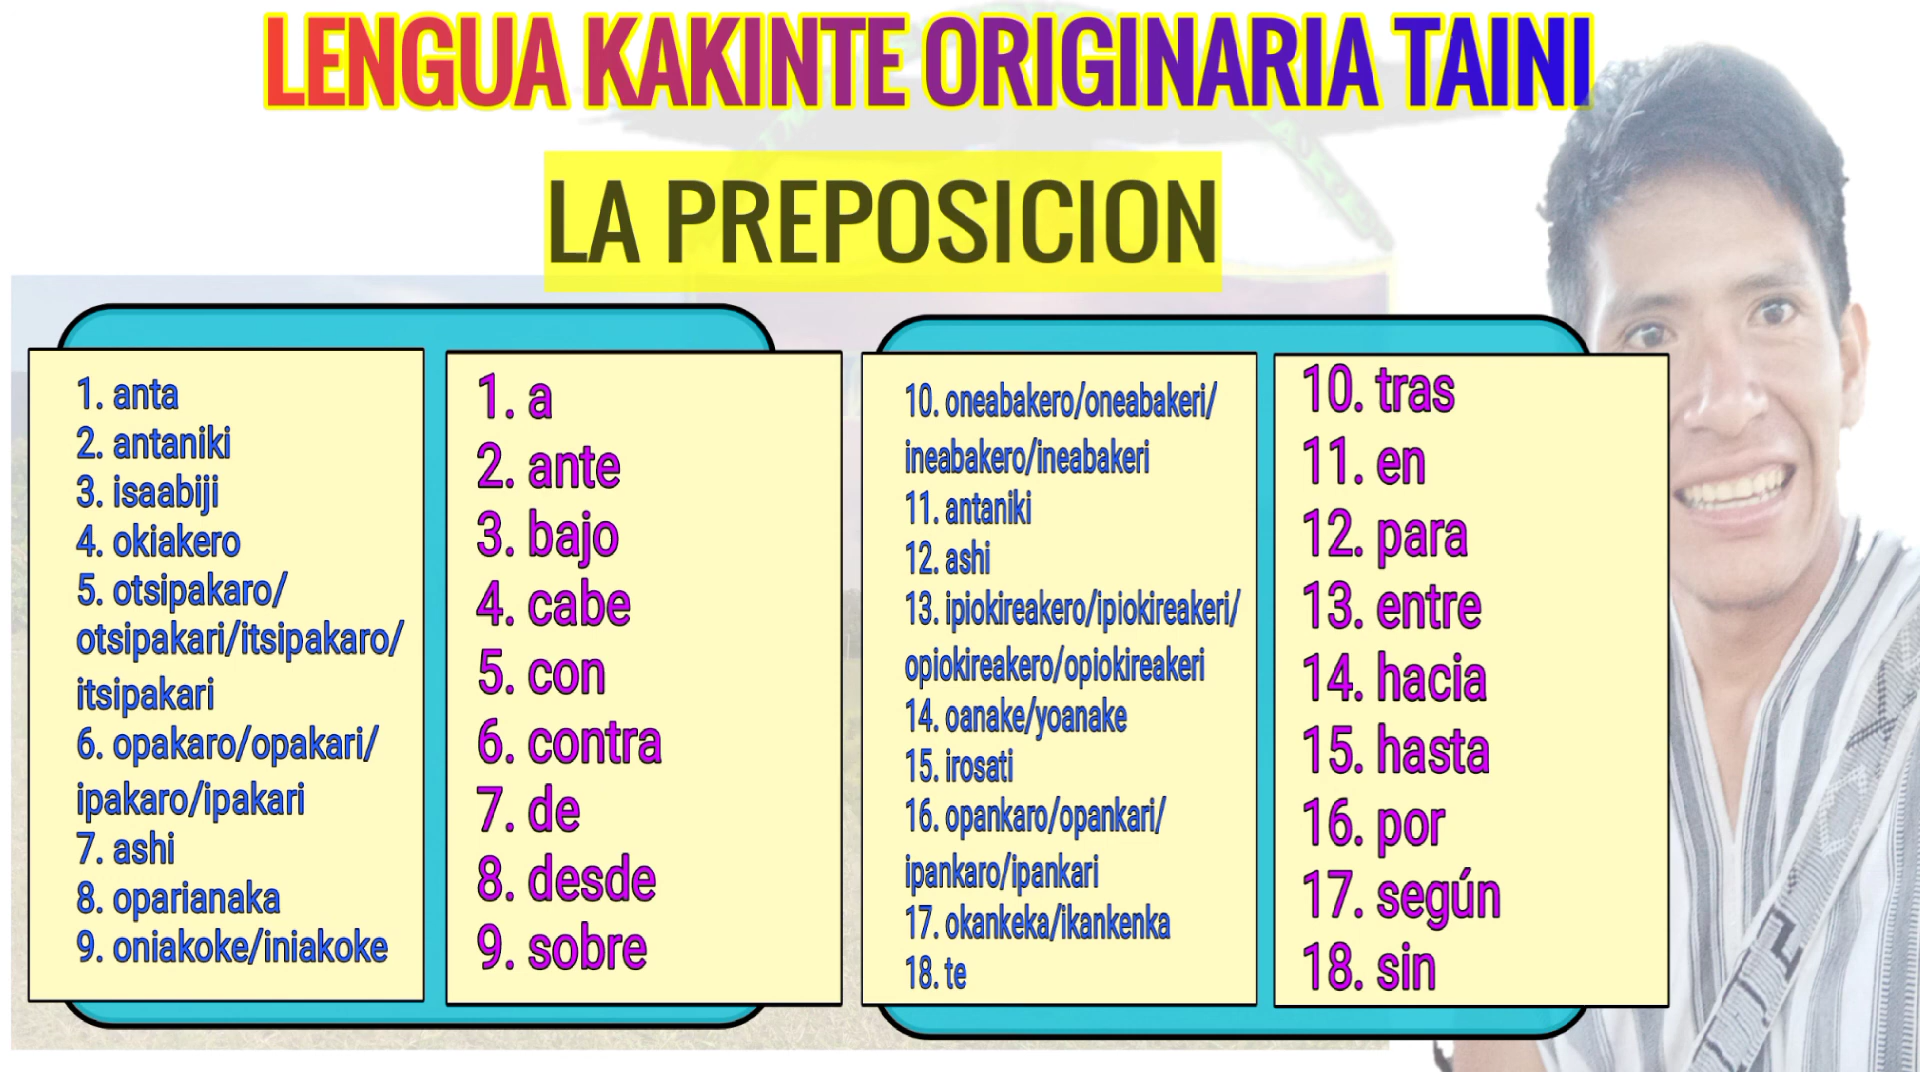 LENGUA KAKINTE ORIGINARIA TAINI
LA PREPOSICION
1. anta
2. antaniki
3. isaabiji
4. okiakero
5. otsipakaro/
otsipakari/itsipakaro/
itsipakari
6. opakaro/opakari/
ipakaro/ipakari
7. ashi
8. oparianaka
9. oniakoke/iniakoke
1. a
2. ante
3. bajo
4. cabe
5. con
6. contra
7. de
8. desde
9. sobre
10. oneabakero/oneabakeri/
ineabakero/ineabakeri
11. antaniki
12. ashi
13. ipiokireakero/ipiokireakeri/
opiokireakero/opiokireakeri
14. oanake/yoanake
15. irosati
16. opankaro/opankari/
ipankaro/ipankari
17. okankeka/ikankenka
18. te
10. tras
11. en
12. para
13. entre
14. hacia
15. hasta
16. por
17. según
18. sin